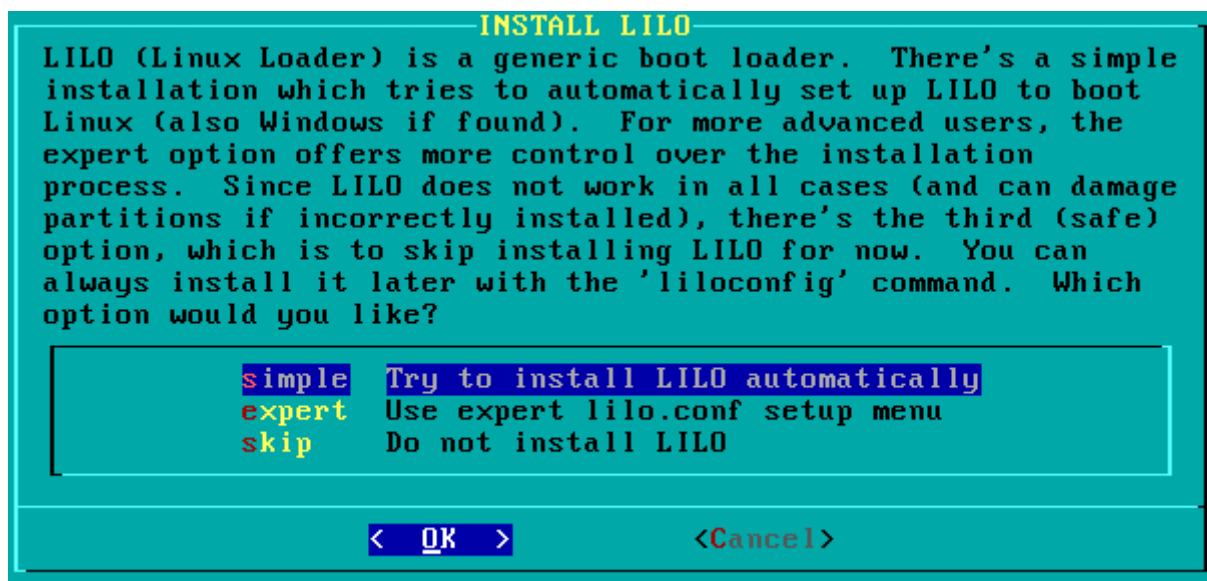 INSTALL LILO
LILO (Linux Loader) is a generic boot loader.  There's a simple
installation which tries to automatically set up LILO to boot
Linux (also Windows if found).  For more advanced users, the
expert option offers more control over the installation
process.  Since LILO does not work in all cases (and can damage
partitions if incorrectly installed), there's the third (safe)
option, which is to skip installing LILO for now.  You can
always install it later with the 'liloconfig' command.  Which
option would you like?
simple  Try to install LILO automatically
expert  Use expert lilo.conf setup menu
skip    Do not install LILO
<  OK  >          <Cancel>